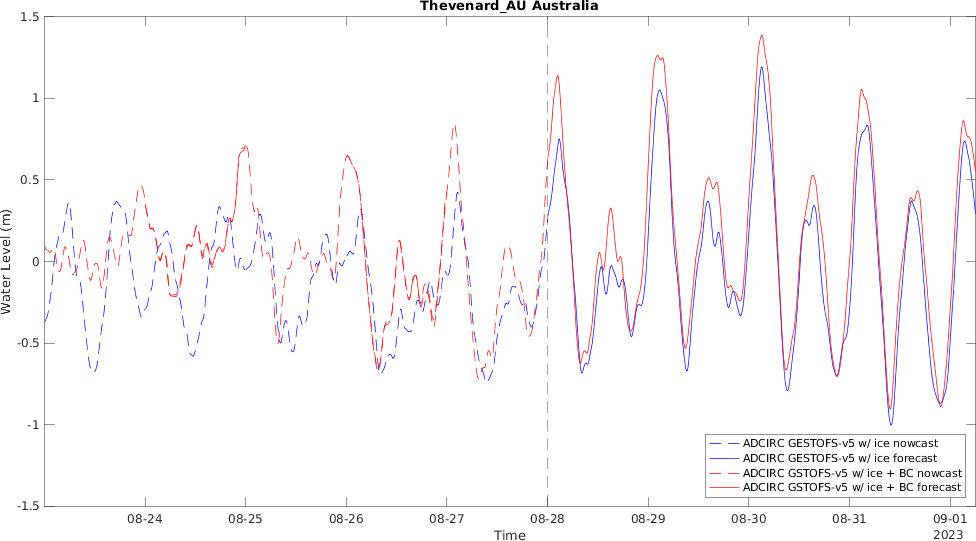 Thevenard_AU Australia
1.5
1
0.5
0
-0.5
-1
-1.5
Water Level (m)
08-24 08-25 08-26 08-27 08-28 08-29 08-30 08-31 09-01
2023
Time
ADCIRC GESTOFS-v5 w/ ice nowcast
ADCIRC GESTOFS-v5 w/ ice forecast
ADCIRC GSTOFS-v5 w/ ice + BC nowcast
ADCIRC GSTOFS-v5 w/ ice + BC forecast